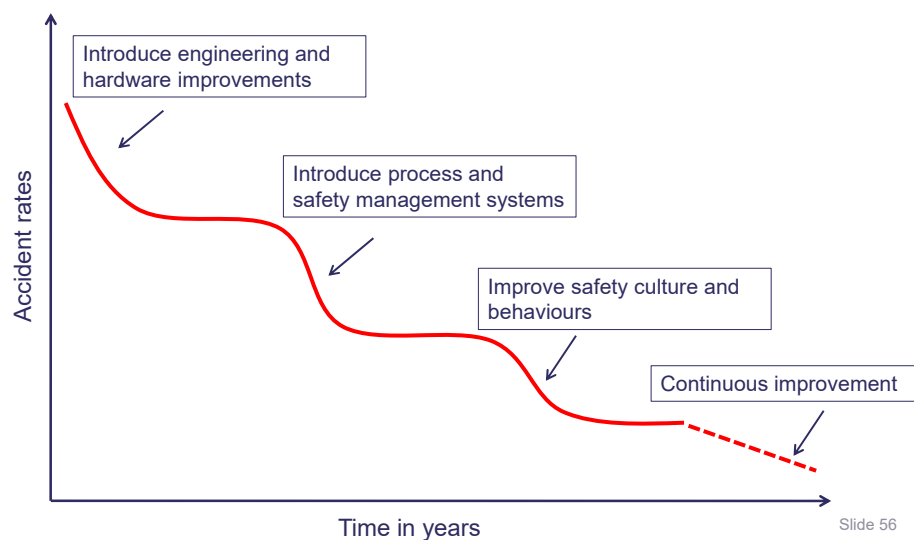 Introduce engineering and
hardware improvements
Introduce process and
safety management systems
Improve safety culture and
behaviours
Continuous improvement
Accident rates
Time in years
Slide 56